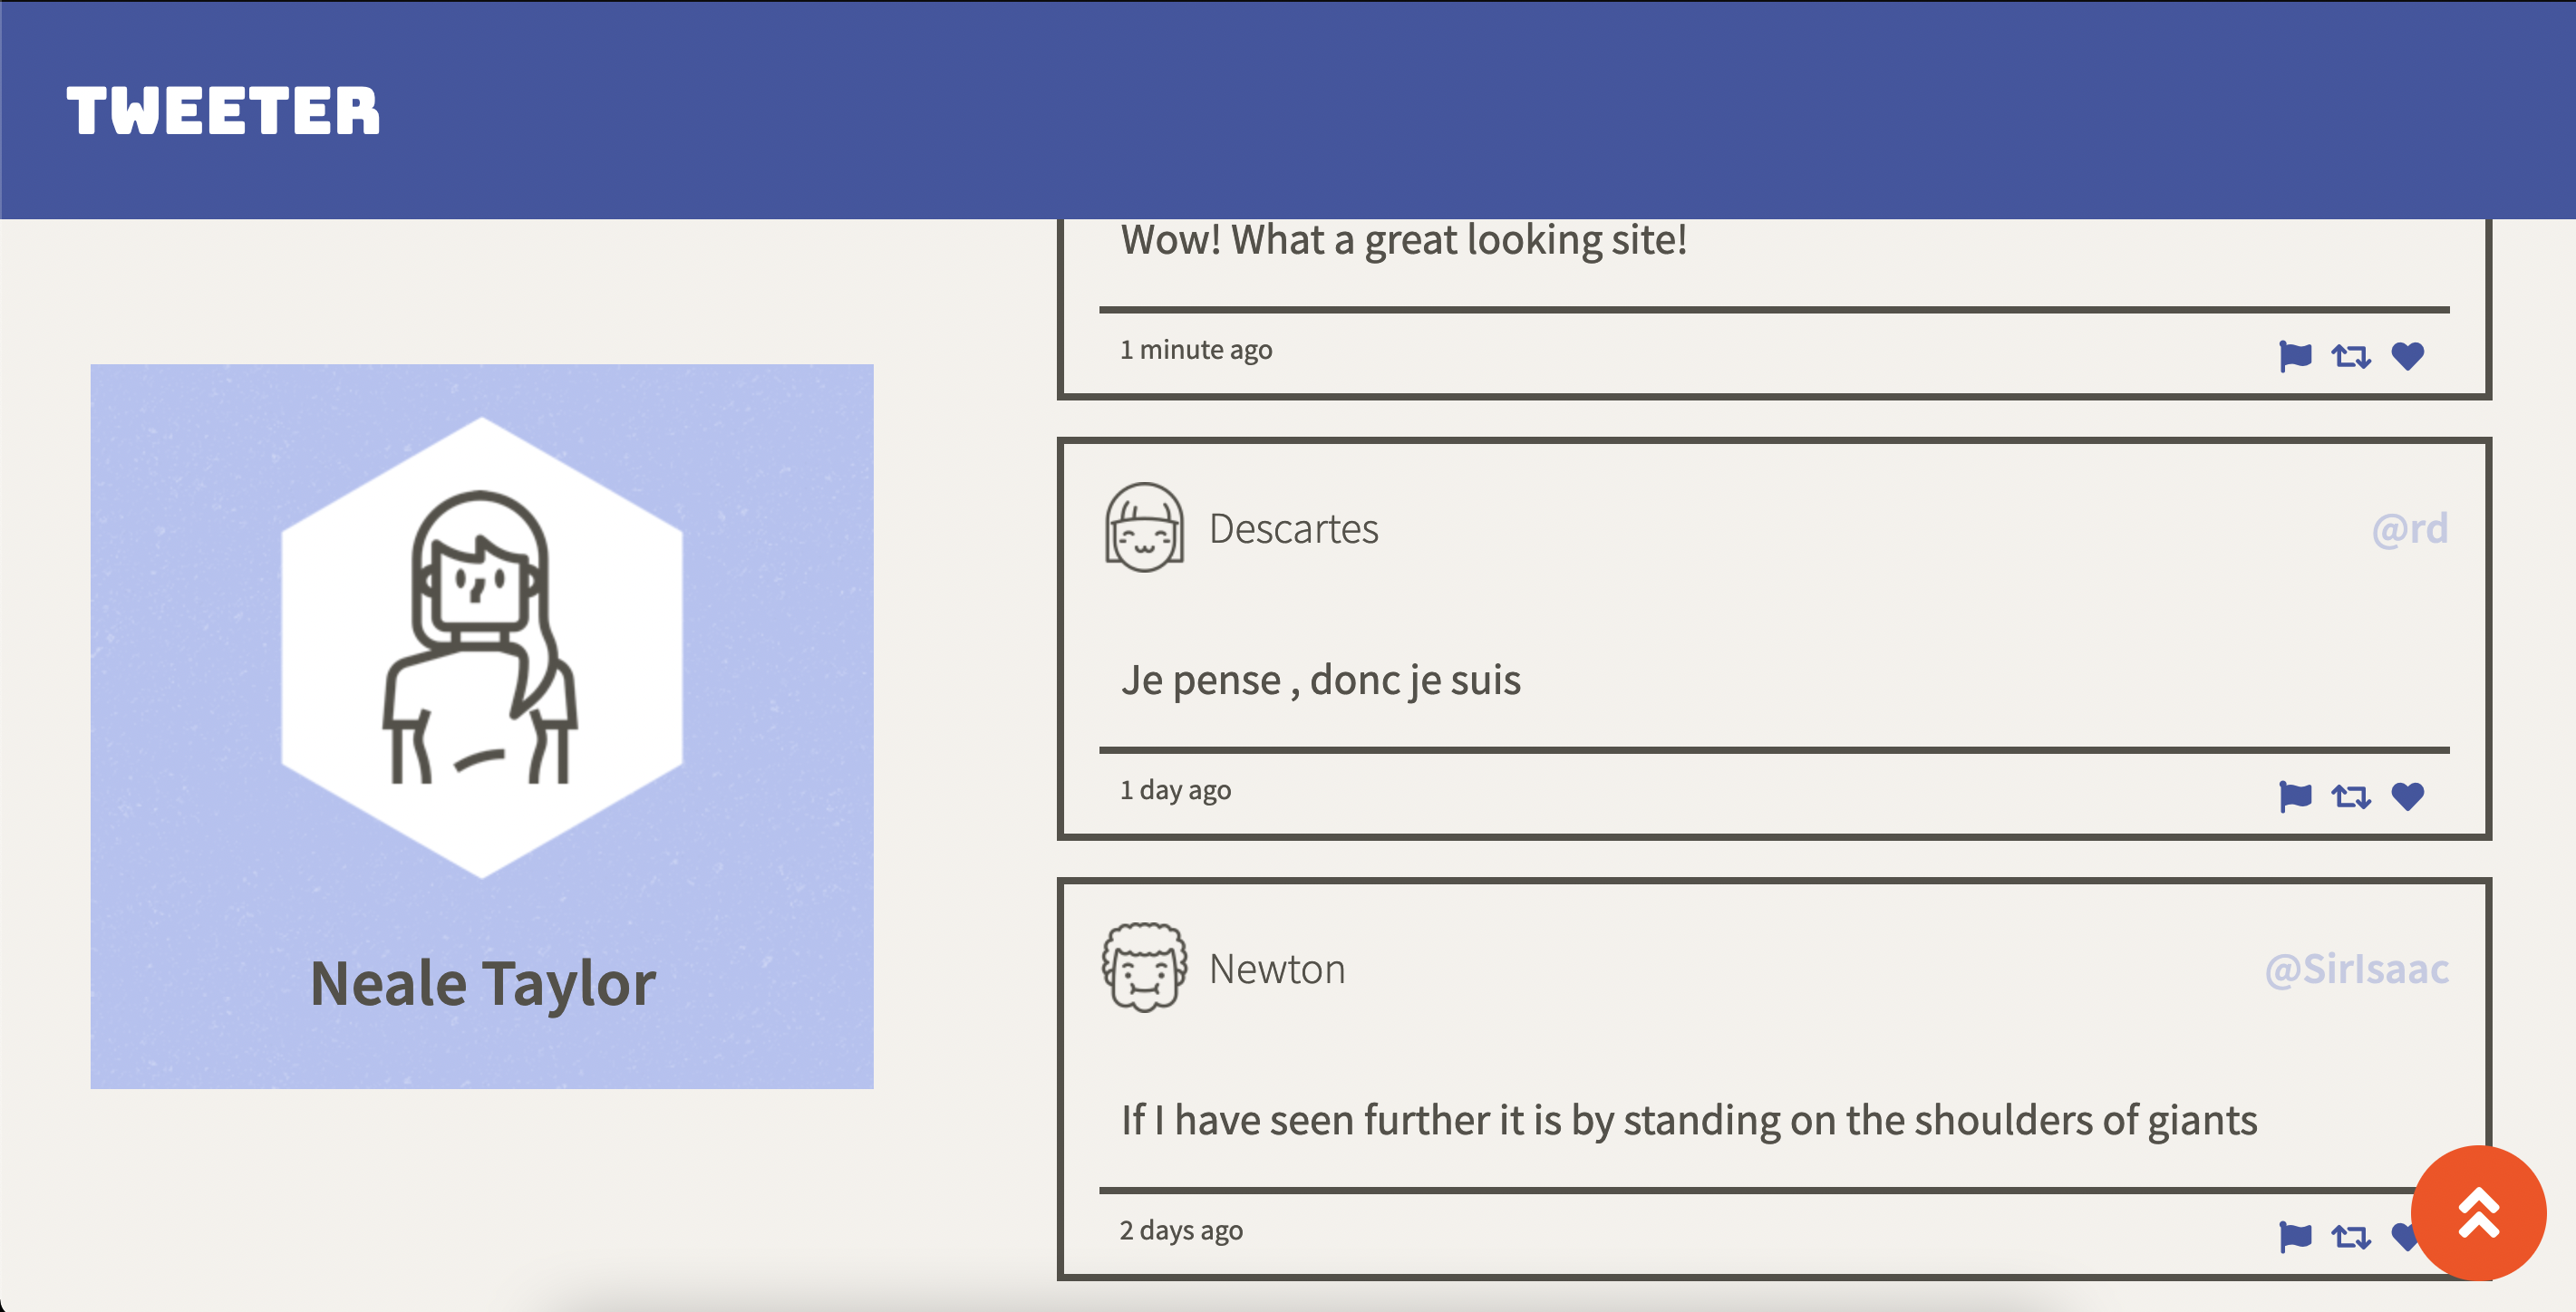 TWEETER
Neale Taylor
Wow! What a great looking site!
1 minute ago
Descartes
@rd
Je pense , donc je suis
1 day ago
Newton
@SirIsaac
If I have seen further it is by standing on the shoulders of giants
2 days ago